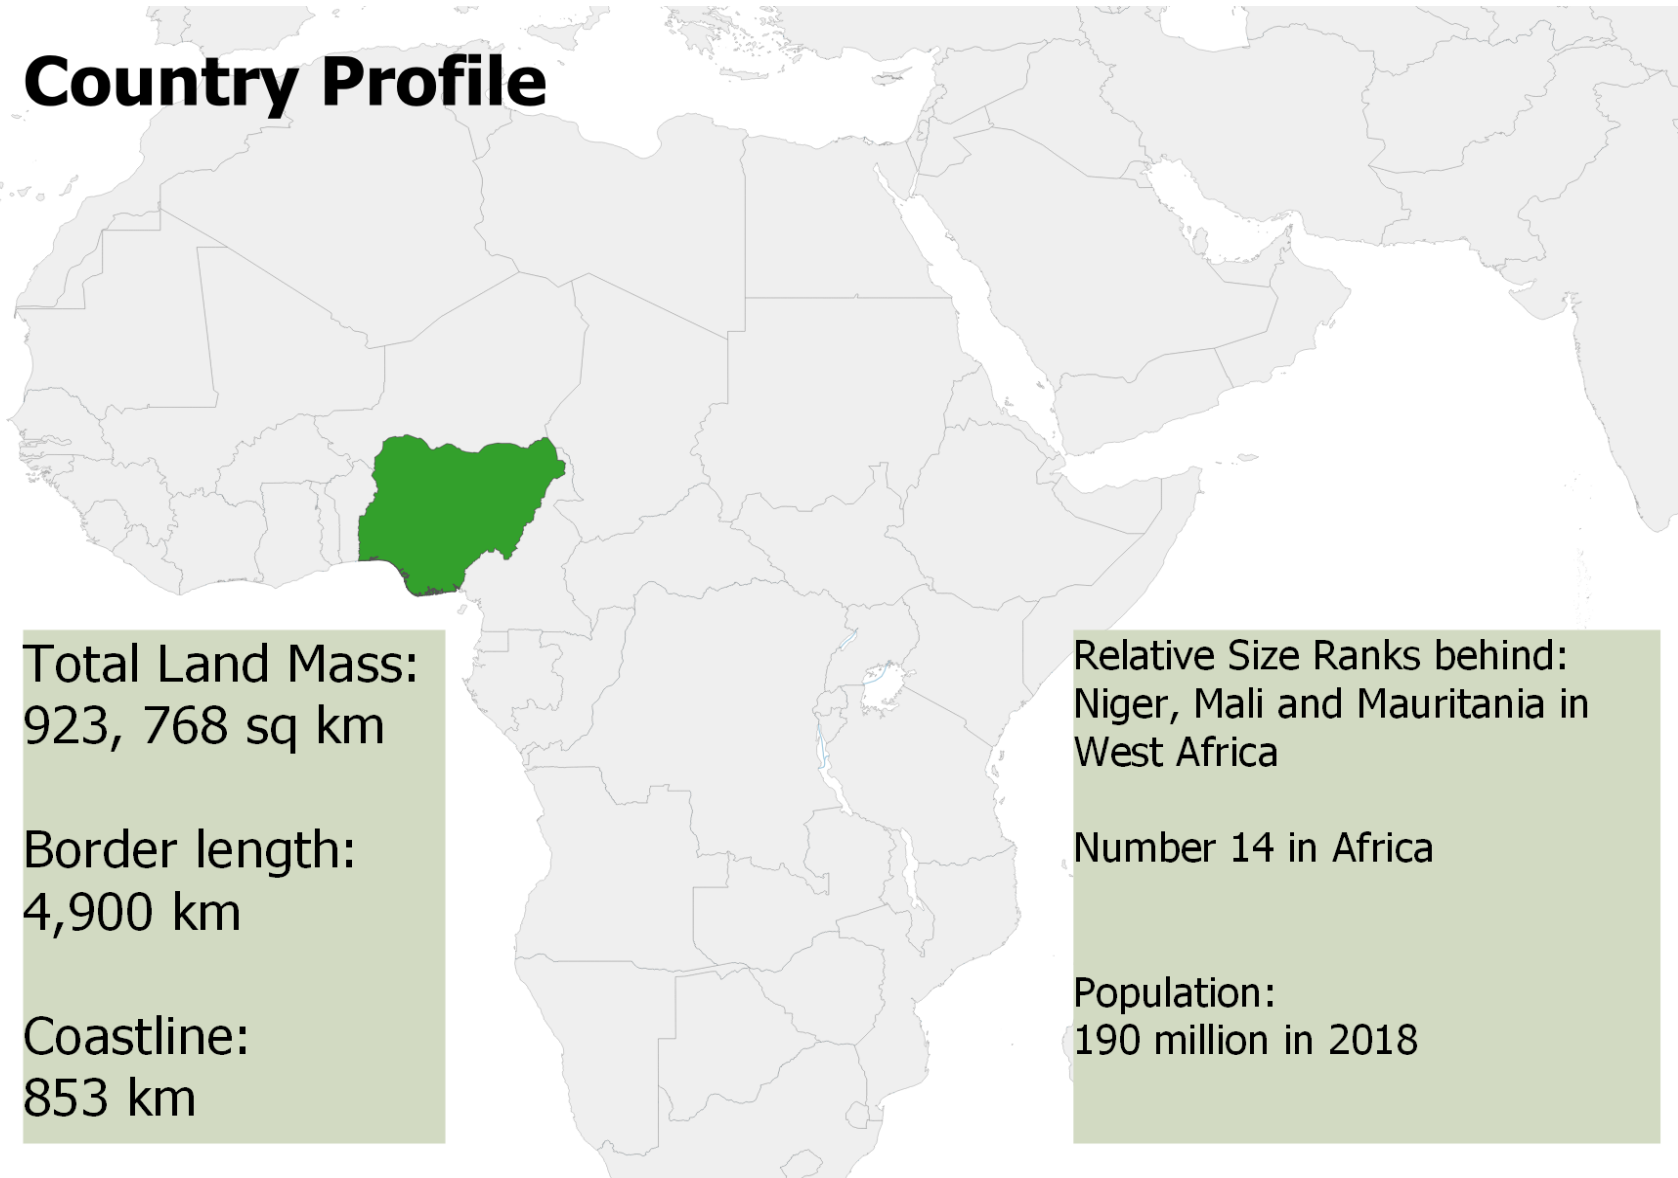 Country Profile
Total Land Mass:
923, 768 sq km
Border length:
4,900 km
Coastline:
853 km
Relative Size Ranks behind:
Niger, Mali and Mauritania in
West Africa
Number 14 in Africa
Population:
190 million in 2018